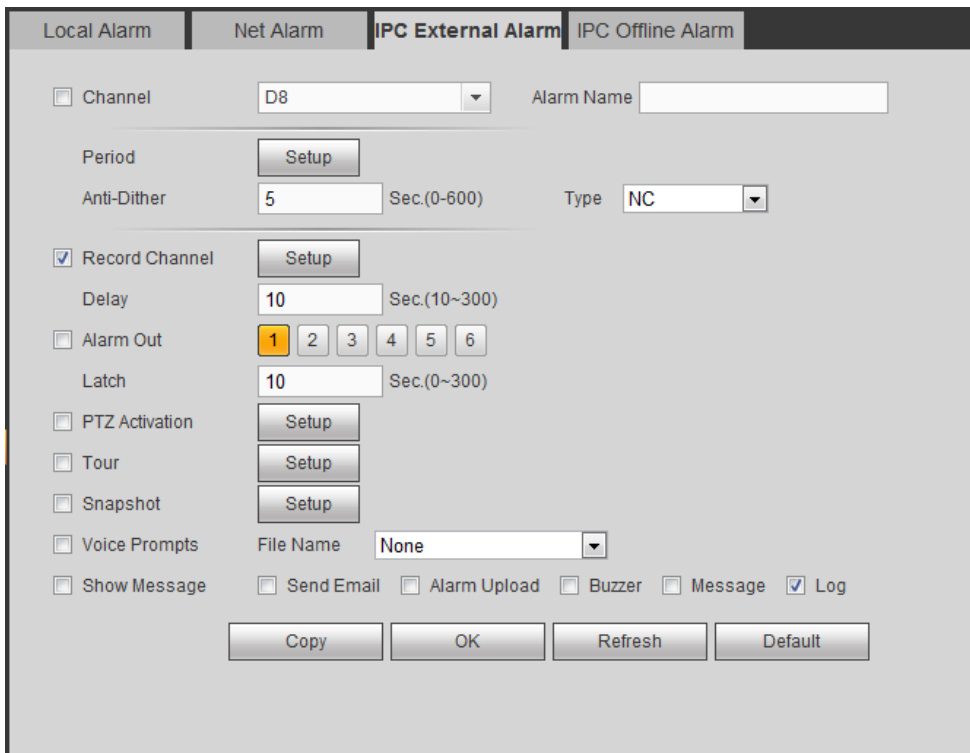 Local Alarm Net Alarm IPC External Alarm IPC Offline Alarm
Channel D8 Alarm Name
Period Setup
Anti-Dither 5 Sec.(0-600) Type NC
Record Channel Setup
Delay 10 Sec.(10~300)
Alarm Out 1 2 3 4 5 6
Latch 10 Sec.(0~300)
PTZ Activation Setup
Tour Setup
Snapshot Setup
Voice Prompts File Name None
Show Message Send Email Alarm Upload Buzzer Message Log
Copy OK Refresh Default